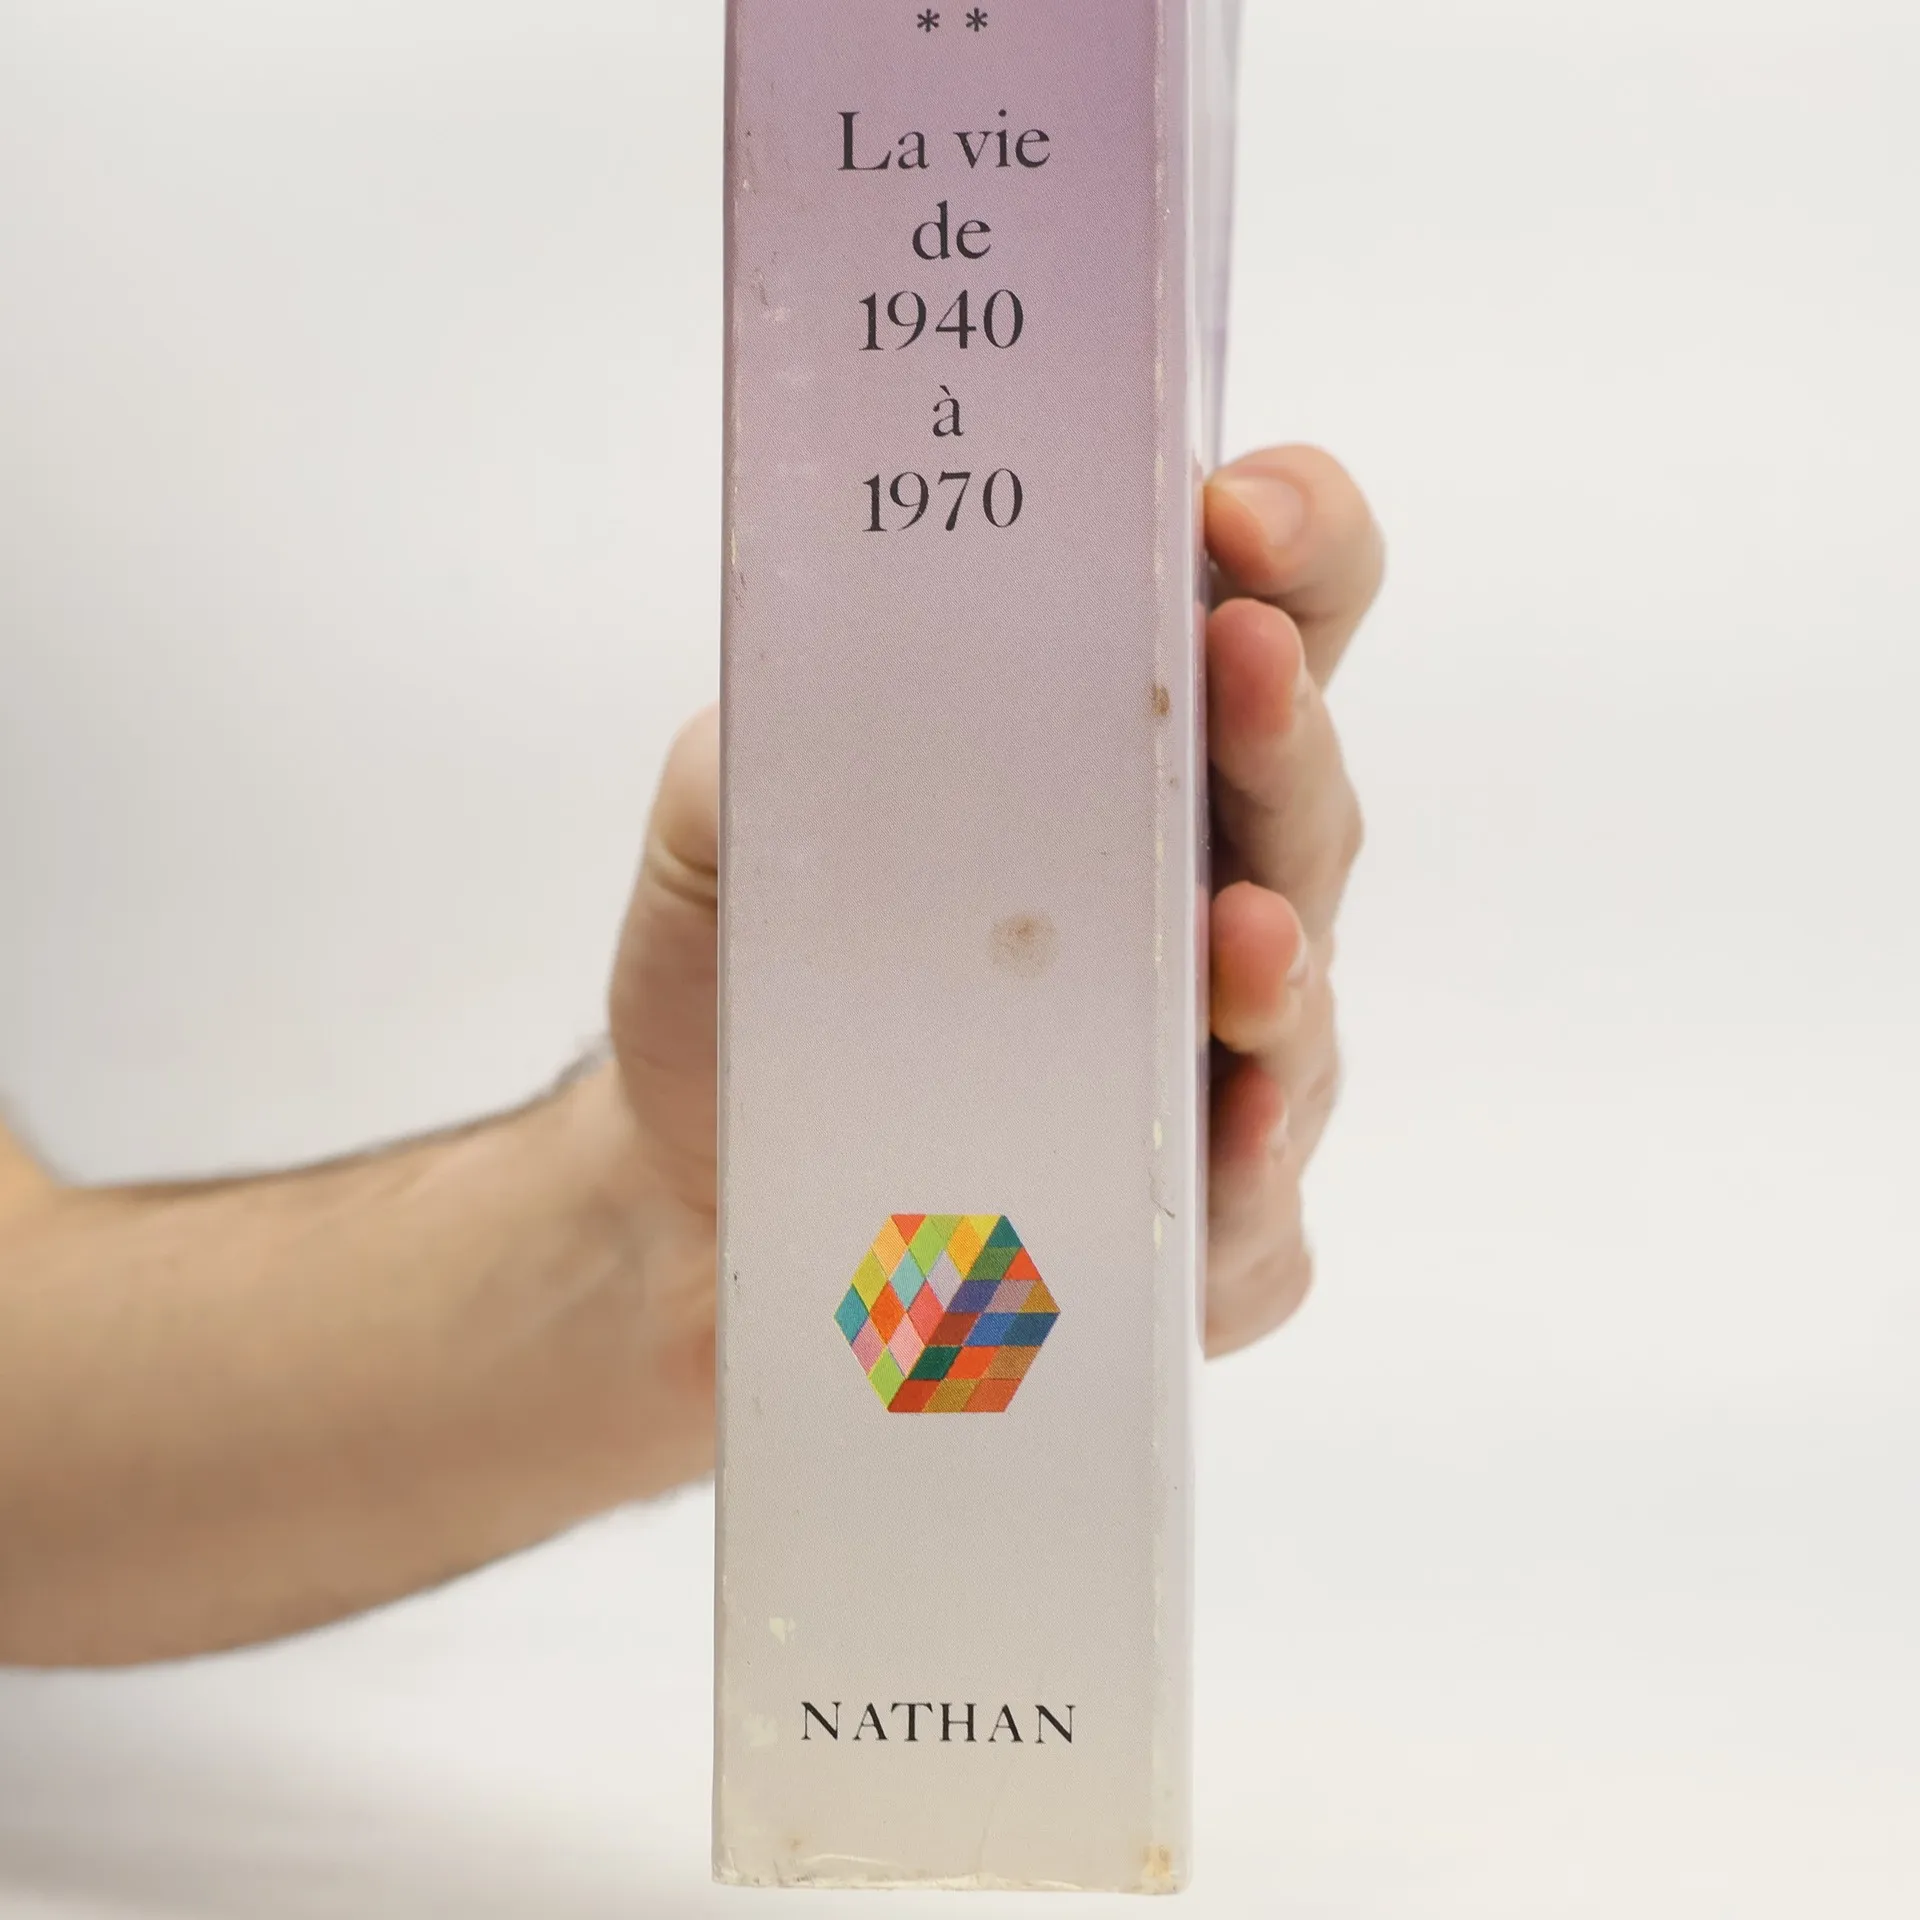 * *
La vie
de
1940
à
1970
NATHAN